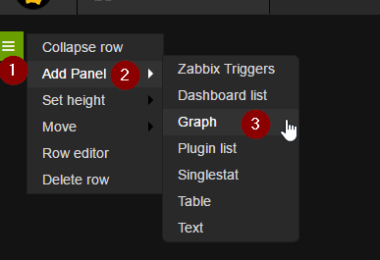 Collapse row
1
Add Panel 2
Set height
Move
Row editor
Delete row
Zabbix Triggers
Dashboard list
Graph 3
Plugin list
Singlestat
Table
Text